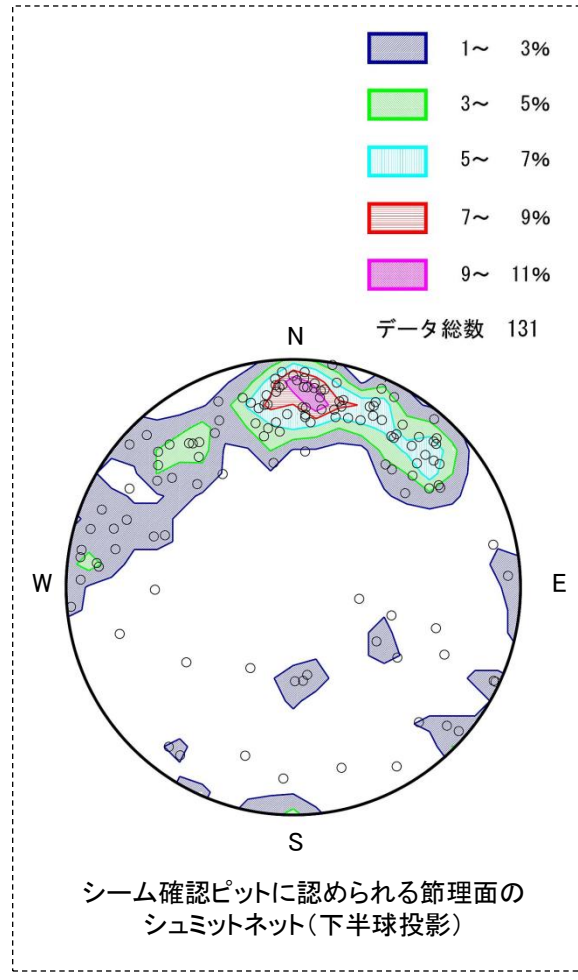 1～ 3%
3～ 5%
5～ 7%
7～ 9%
9～ 11%
データ総数 131
N
W
E
S
シーム確認ピットに認められる節理面の
シュミットネット(下半球投影)